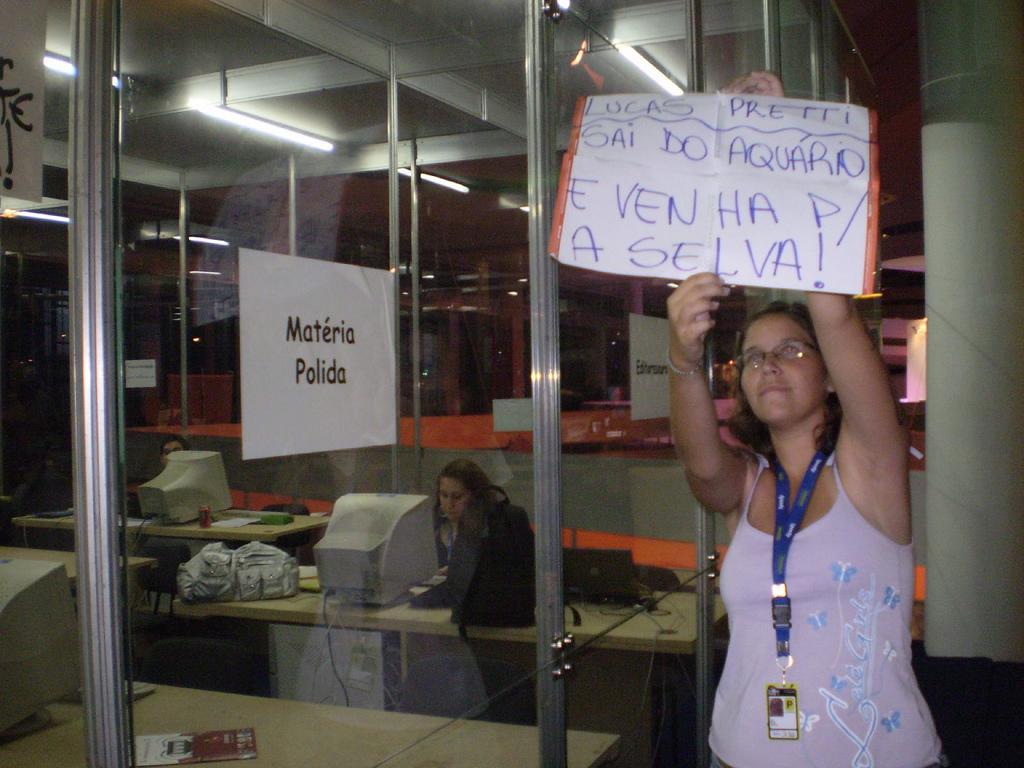 LUCAS PRETTI
SAI DO AQUÁRIO
E VENHA P/
A SELVA!
Matéria
Polida
P